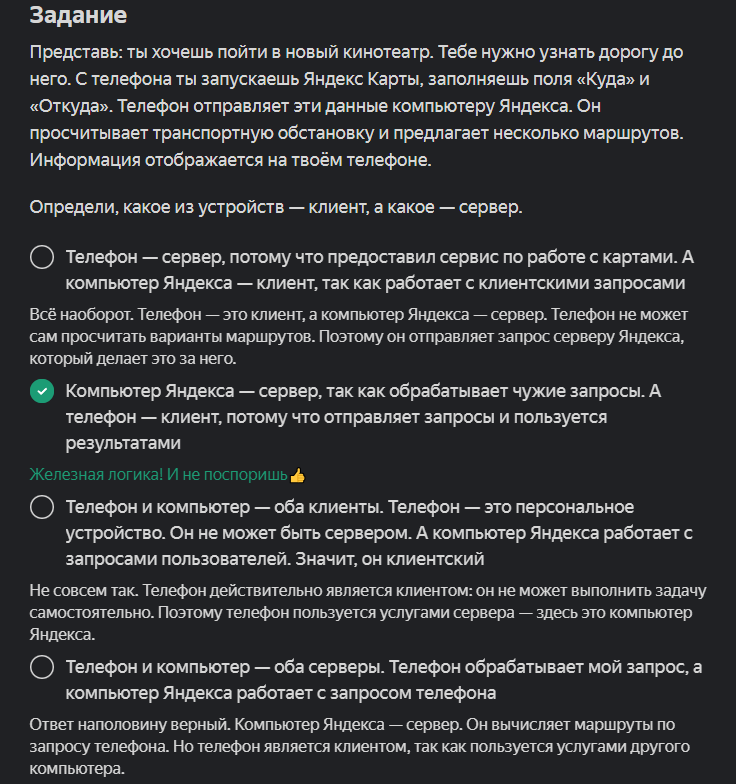 Задание
Представь: ты хочешь пойти в новый кинотеатр. Тебе нужно узнать дорогу до
него. С телефона ты запускаешь Яндекс Карты, заполняешь поля «Куда» и
«Откуда». Телефон отправляет эти данные компьютеру Яндекса. Он
просчитывает транспортную обстановку и предлагает несколько маршрутов.
Информация отображается на твоём телефоне.
Определи, какое из устройств — клиент, а какое — сервер.
Телефон — сервер, потому что предоставил сервис по работе с картами. А
компьютер Яндекса — клиент, так как работает с клиентскими запросами
Всё наоборот. Телефон — это клиент, а компьютер Яндекса — сервер. Телефон не может
сам просчитать варианты маршрутов. Поэтому он отправляет запрос серверу Яндекса,
который делает это за него.
Компьютер Яндекса — сервер, так как обрабатывает чужие запросы. А
телефон — клиент, потому что отправляет запросы и пользуется
результатами
Железная логика! И не поспоришь👍
Телефон и компьютер — оба клиенты. Телефон — это персональное
устройство. Он не может быть сервером. А компьютер Яндекса работает с
запросами пользователей. Значит, он клиентский
Не совсем так. Телефон действительно является клиентом: он не может выполнить задачу
самостоятельно. Поэтому телефон пользуется услугами сервера — здесь это компьютер
Яндекса.
Телефон и компьютер — оба серверы. Телефон обрабатывает мой запрос, а
компьютер Яндекса работает с запросом телефона
Ответ наполовину верный. Компьютер Яндекса — сервер. Он вычисляет маршруты по
запросу телефона. Но телефон является клиентом, так как пользуется услугами другого
компьютера.